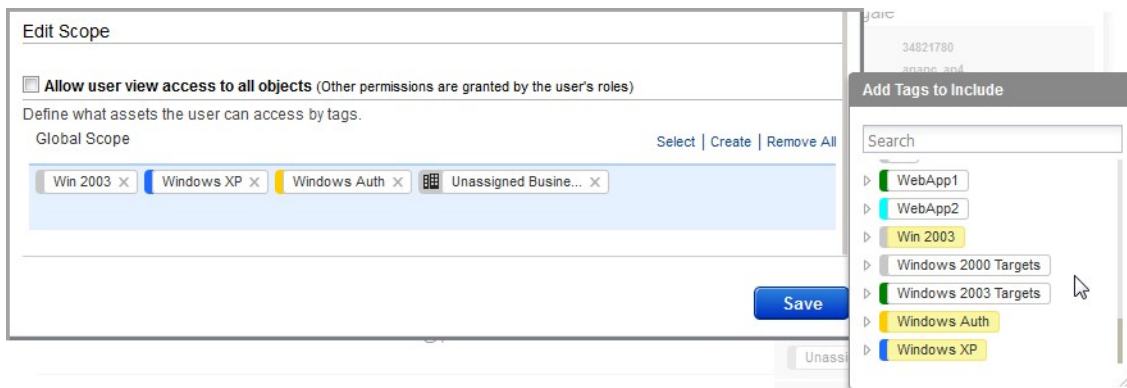 Edit Scope
Allow user view access to all objects (Other permissions are granted by the user's roles)
Define what assets the user can access by tags.
Global Scope
Select | Create | Remove All
Win 2003 × Windows XP × Windows Auth × Unassigned Busine... ×
Save
34821780
Add Tags to Include
Search
WebApp1
WebApp2
Win 2003
Windows 2000 Targets
Windows 2003 Targets
Windows Auth
Windows XP
Unassi